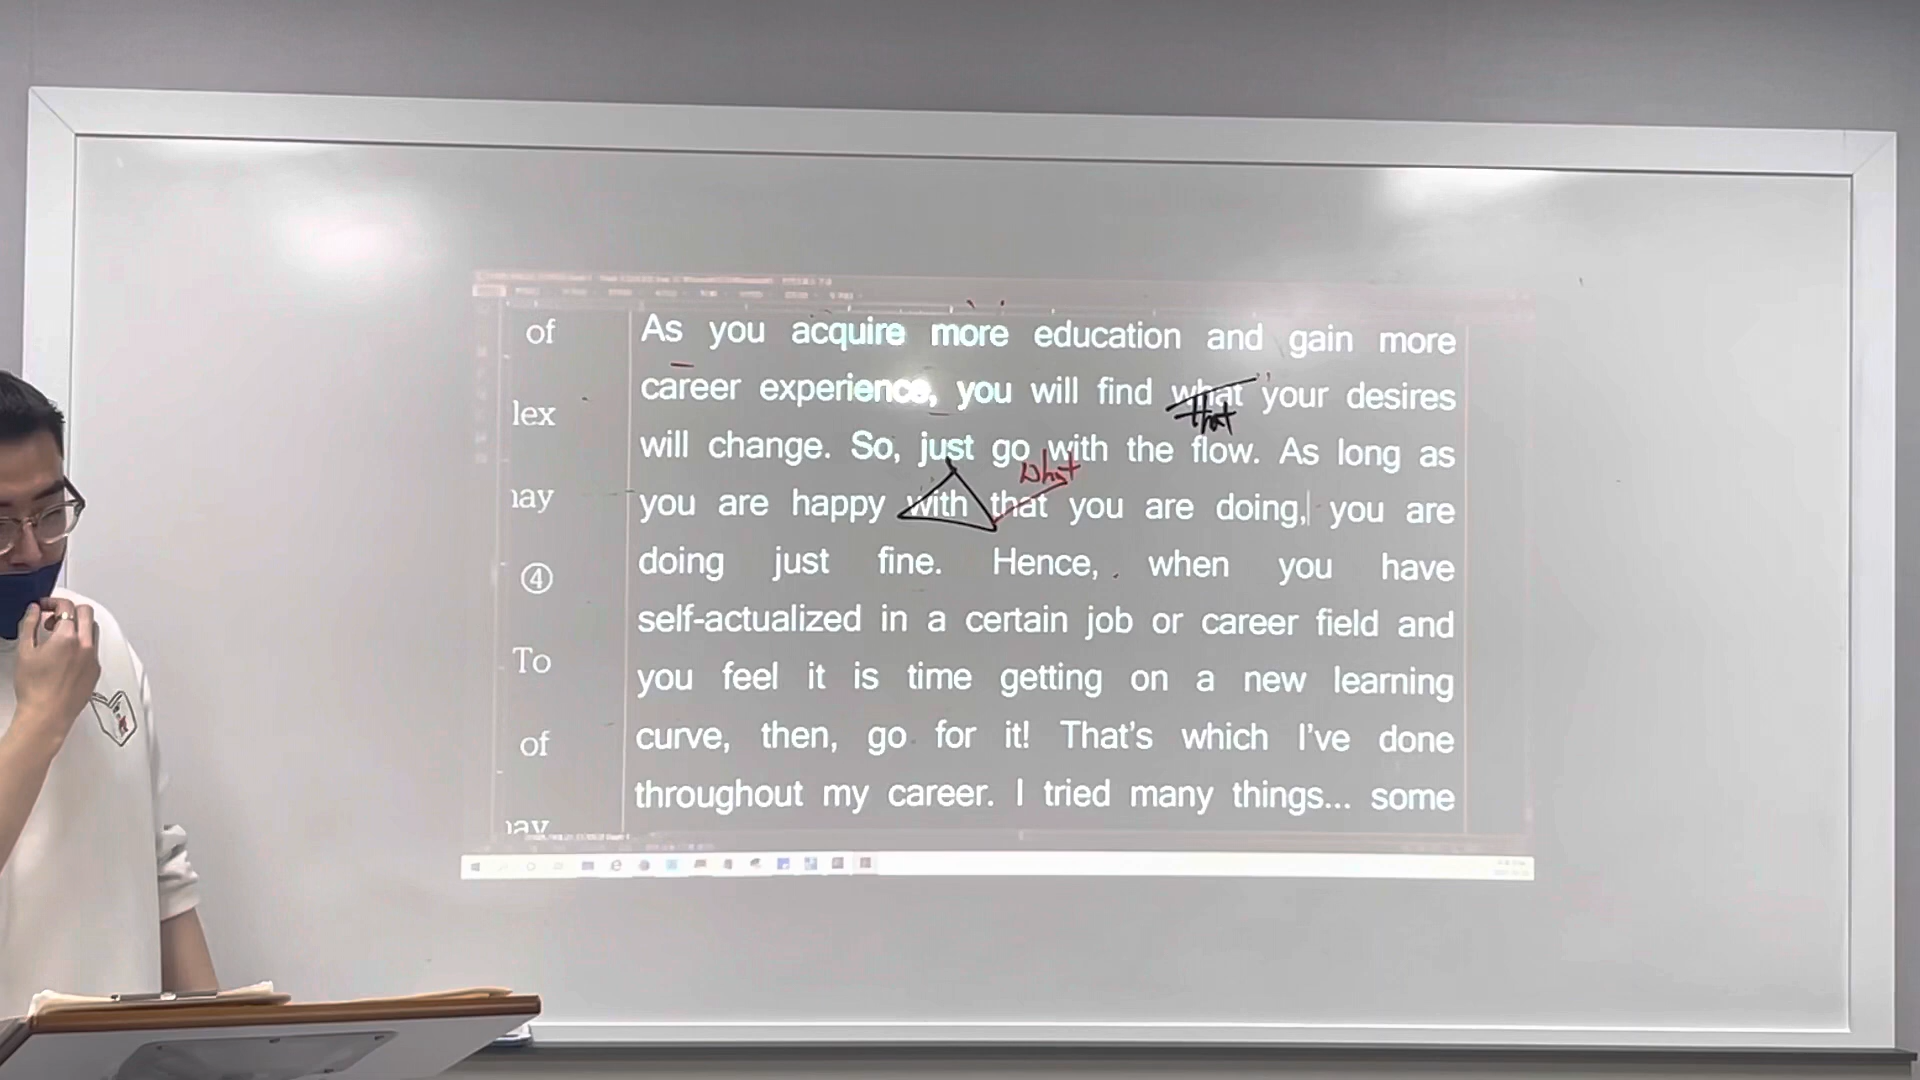 of
lex
nay
④
To
of
nay
As you acquire more education and gain more
career experience, you will find what your desires
that
will change. So, just go with the flow. As long as
what
you are happy with that you are doing, you are
doing just fine. Hence, when you have
self-actualized in a certain job or career field and
you feel it is time getting on a new learning
curve, then, go for it! That's which I've done
throughout my career. I tried many things... some